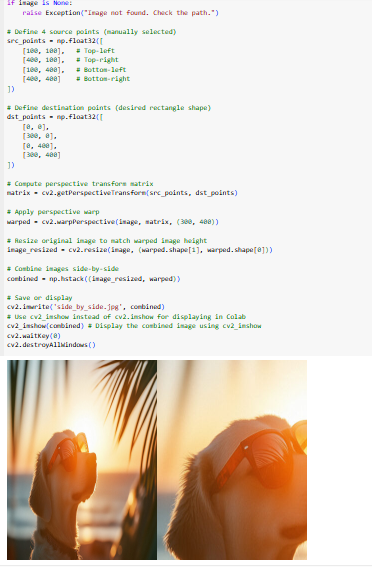 if image is None:
raise Exception("Image not found. Check the path.")
# Define 4 source points (manually selected)
src_points = np.float32([
[100, 100], # Top-left
[400, 100], # Top-right
[100, 400], # Bottom-left
[400, 400] # Bottom-right
])
# Define destination points (desired rectangle shape)
dst_points = np.float32([
[0, 0],
[300, 0],
[0, 400],
[300, 400]
])
# Compute perspective transform matrix
matrix = cv2.getPerspectiveTransform(src_points, dst_points)
# Apply perspective warp
warped = cv2.warpPerspective(image, matrix, (300, 400))
# Resize original image to match warped image height
image_resized = cv2.resize(image, (warped.shape[1], warped.shape[0]))
# Combine images side-by-side
combined = np.hstack((image_resized, warped))
# Save or display
cv2.imwrite('side_by_side.jpg', combined)
# Use cv2_imshow instead of cv2.imshow for displaying in Colab
cv2_imshow(combined) # Display the combined image using cv2_imshow
cv2.waitKey(0)
cv2.destroyAllWindows()